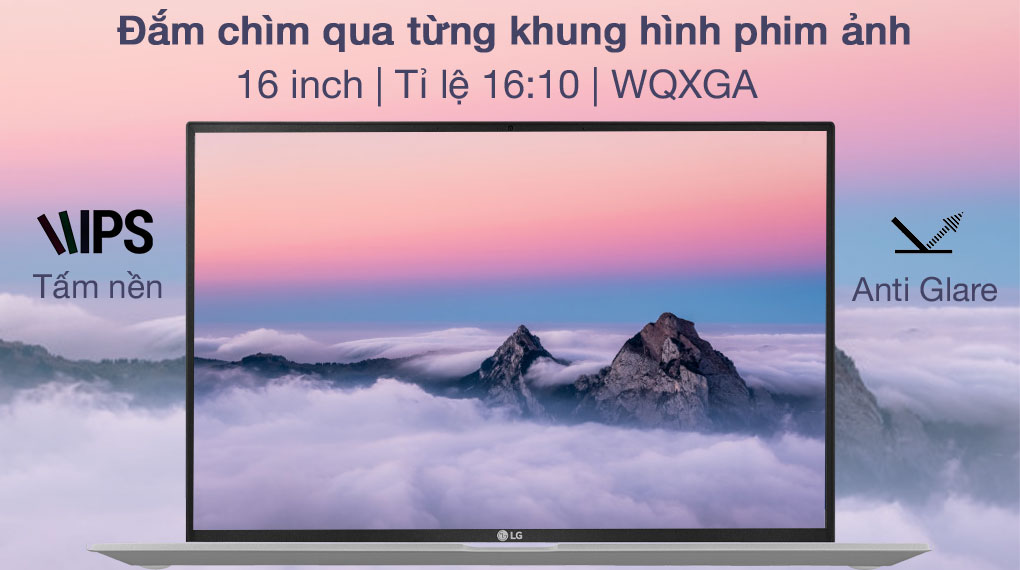 Đắm chìm qua từng khung hình phim ảnh
16 inch | Tỉ lệ 16:10 | WQXGA
IPS
Tấm nền
Anti Glare
LG